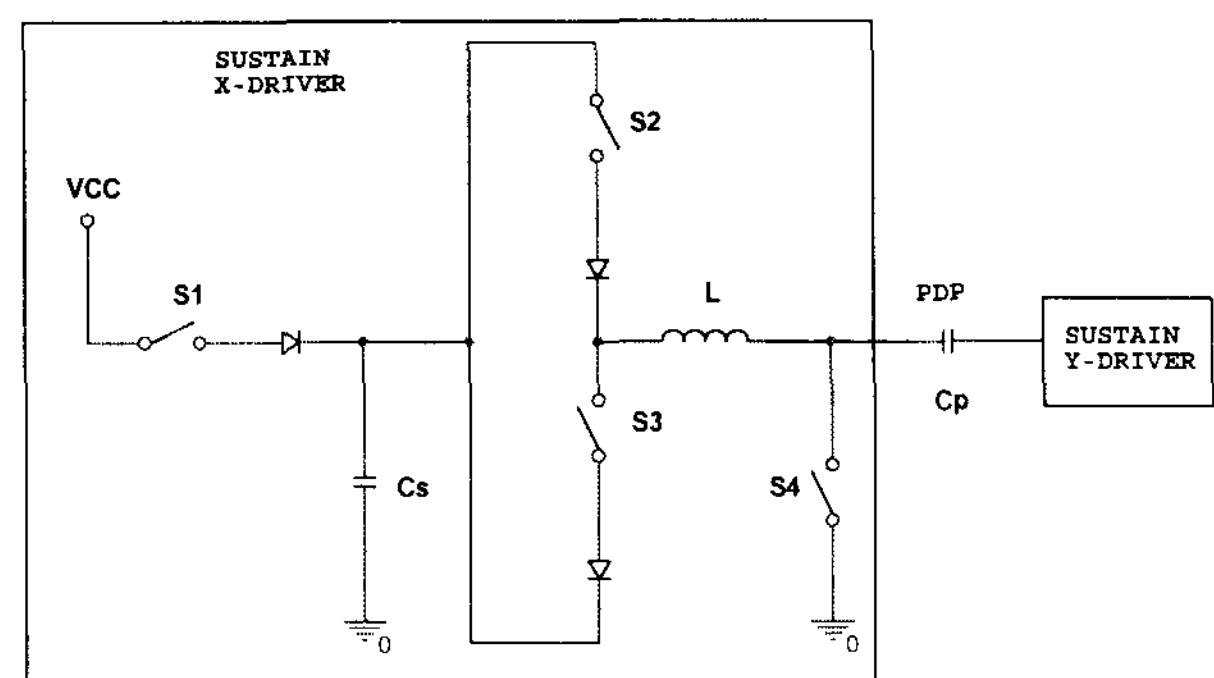 SUSTAIN
X-DRIVER
S2
VCC
S1
L
PDP
SUSTAIN
Y-DRIVER
Cp
S3
Cs
S4
0
0